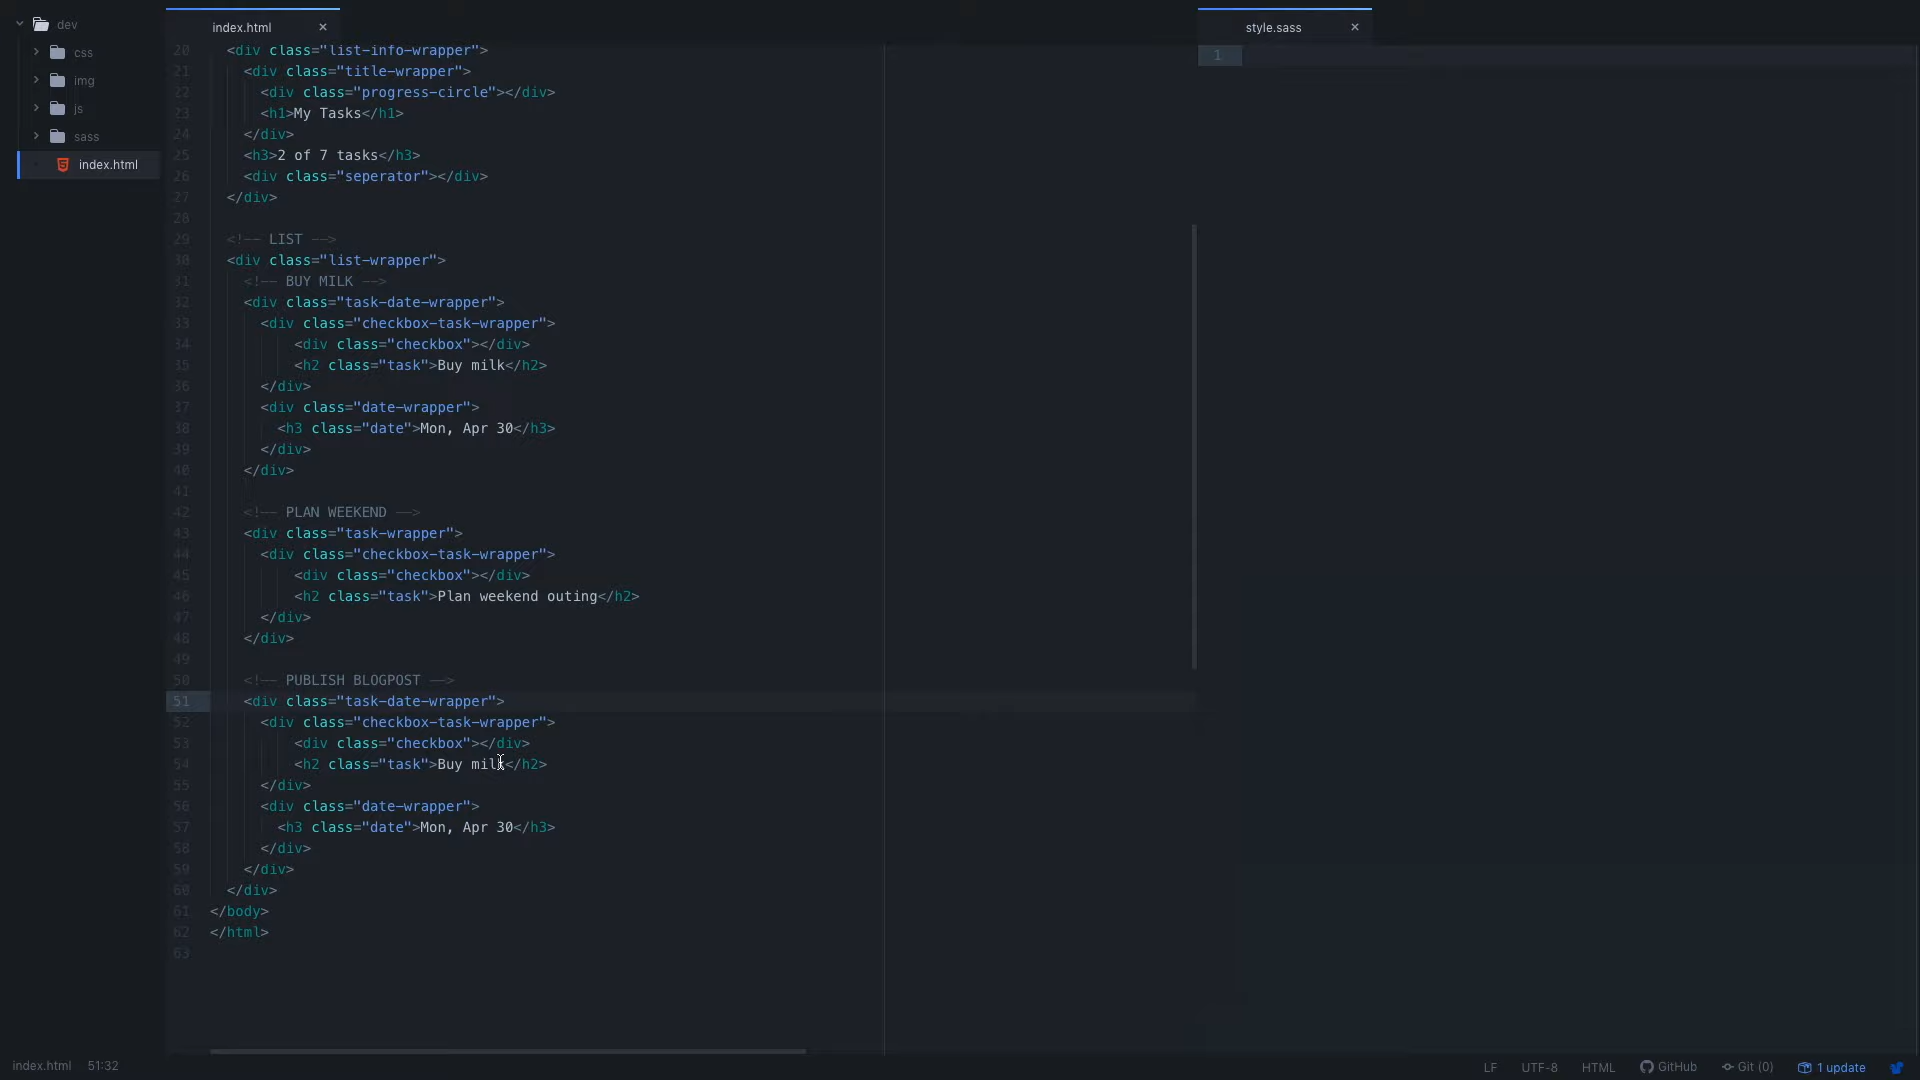 dev
css
img
js
sass
index.html
index.html ×
20 <div class="list-info-wrapper">
21 <div class="title-wrapper">
22 <div class="progress-circle"></div>
23 <h1>My Tasks</h1>
24 </div>
25 <h3>2 of 7 tasks</h3>
26 <div class="seperator"></div>
27 </div>
28
29 <!-- LIST -->
30 <div class="list-wrapper">
31 <!-- BUY MILK -->
32 <div class="task-date-wrapper">
33 <div class="checkbox-task-wrapper">
34 <div class="checkbox"></div>
35 <h2 class="task">Buy milk</h2>
36 </div>
37 <div class="date-wrapper">
38 <h3 class="date">Mon, Apr 30</h3>
39 </div>
40 </div>
41
42 <!-- PLAN WEEKEND -->
43 <div class="task-wrapper">
44 <div class="checkbox-task-wrapper">
45 <div class="checkbox"></div>
46 <h2 class="task">Plan weekend outing</h2>
47 </div>
48 </div>
49
50 <!-- PUBLISH BLOGPOST -->
51 <div class="task-date-wrapper">
52 <div class="checkbox-task-wrapper">
53 <div class="checkbox"></div>
54 <h2 class="task">Buy milk</h2>
55 </div>
56 <div class="date-wrapper">
57 <h3 class="date">Mon, Apr 30</h3>
58 </div>
59 </div>
60 </div>
61 </body>
62 </html>
63
style.sass ×
1
index.html 51:32
LF UTF-8 HTML GitHub Git (0) 1 update